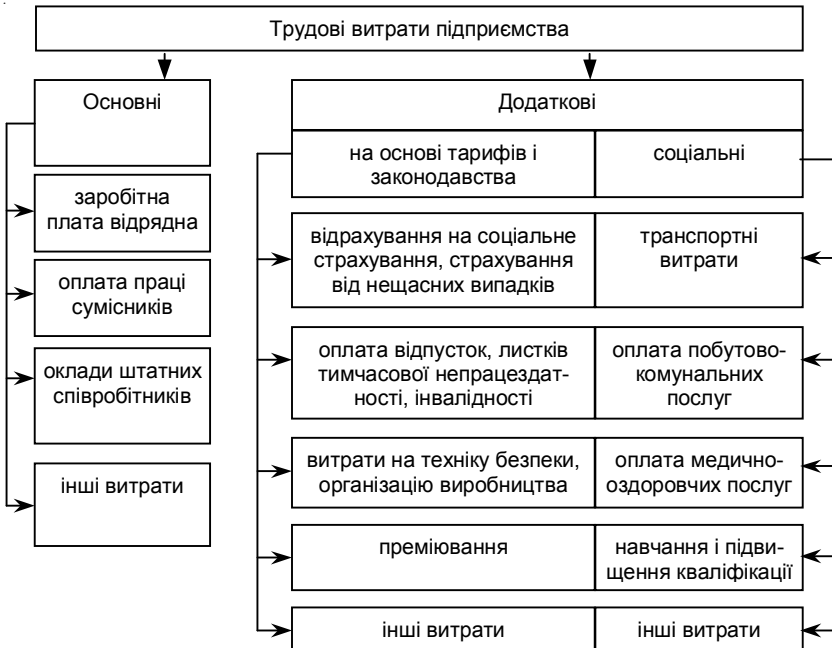 Трудові витрати підприємства
Основні
заробітна
плата відрядна
оплата праці
сумісників
оклади штатних
співробітників
інші витрати
Додаткові
на основі тарифів і
законодавства
соціальні
відрахування на соціальне
страхування, страхування
від нещасних випадків
транспортні
витрати
оплата відпусток, листків
тимчасової непрацездат-
ності, інвалідності
оплата побутово-
комунальних
послуг
витрати на техніку безпеки,
організацію виробництва
оплата медично-
оздоровчих послуг
преміювання
навчання і підви-
щення кваліфікації
інші витрати
інші витрати